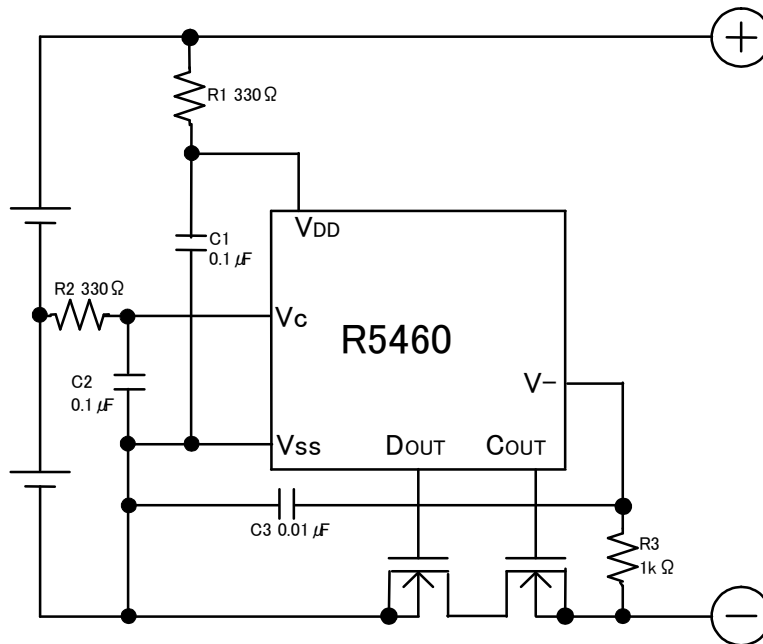 R1 330Ω
VDD
C1
0.1 μF
R2 330Ω
Vc
R5460
C2
0.1 μF
V−
Vss
DOUT
COUT
C3 0.01 μF
R3
1k Ω